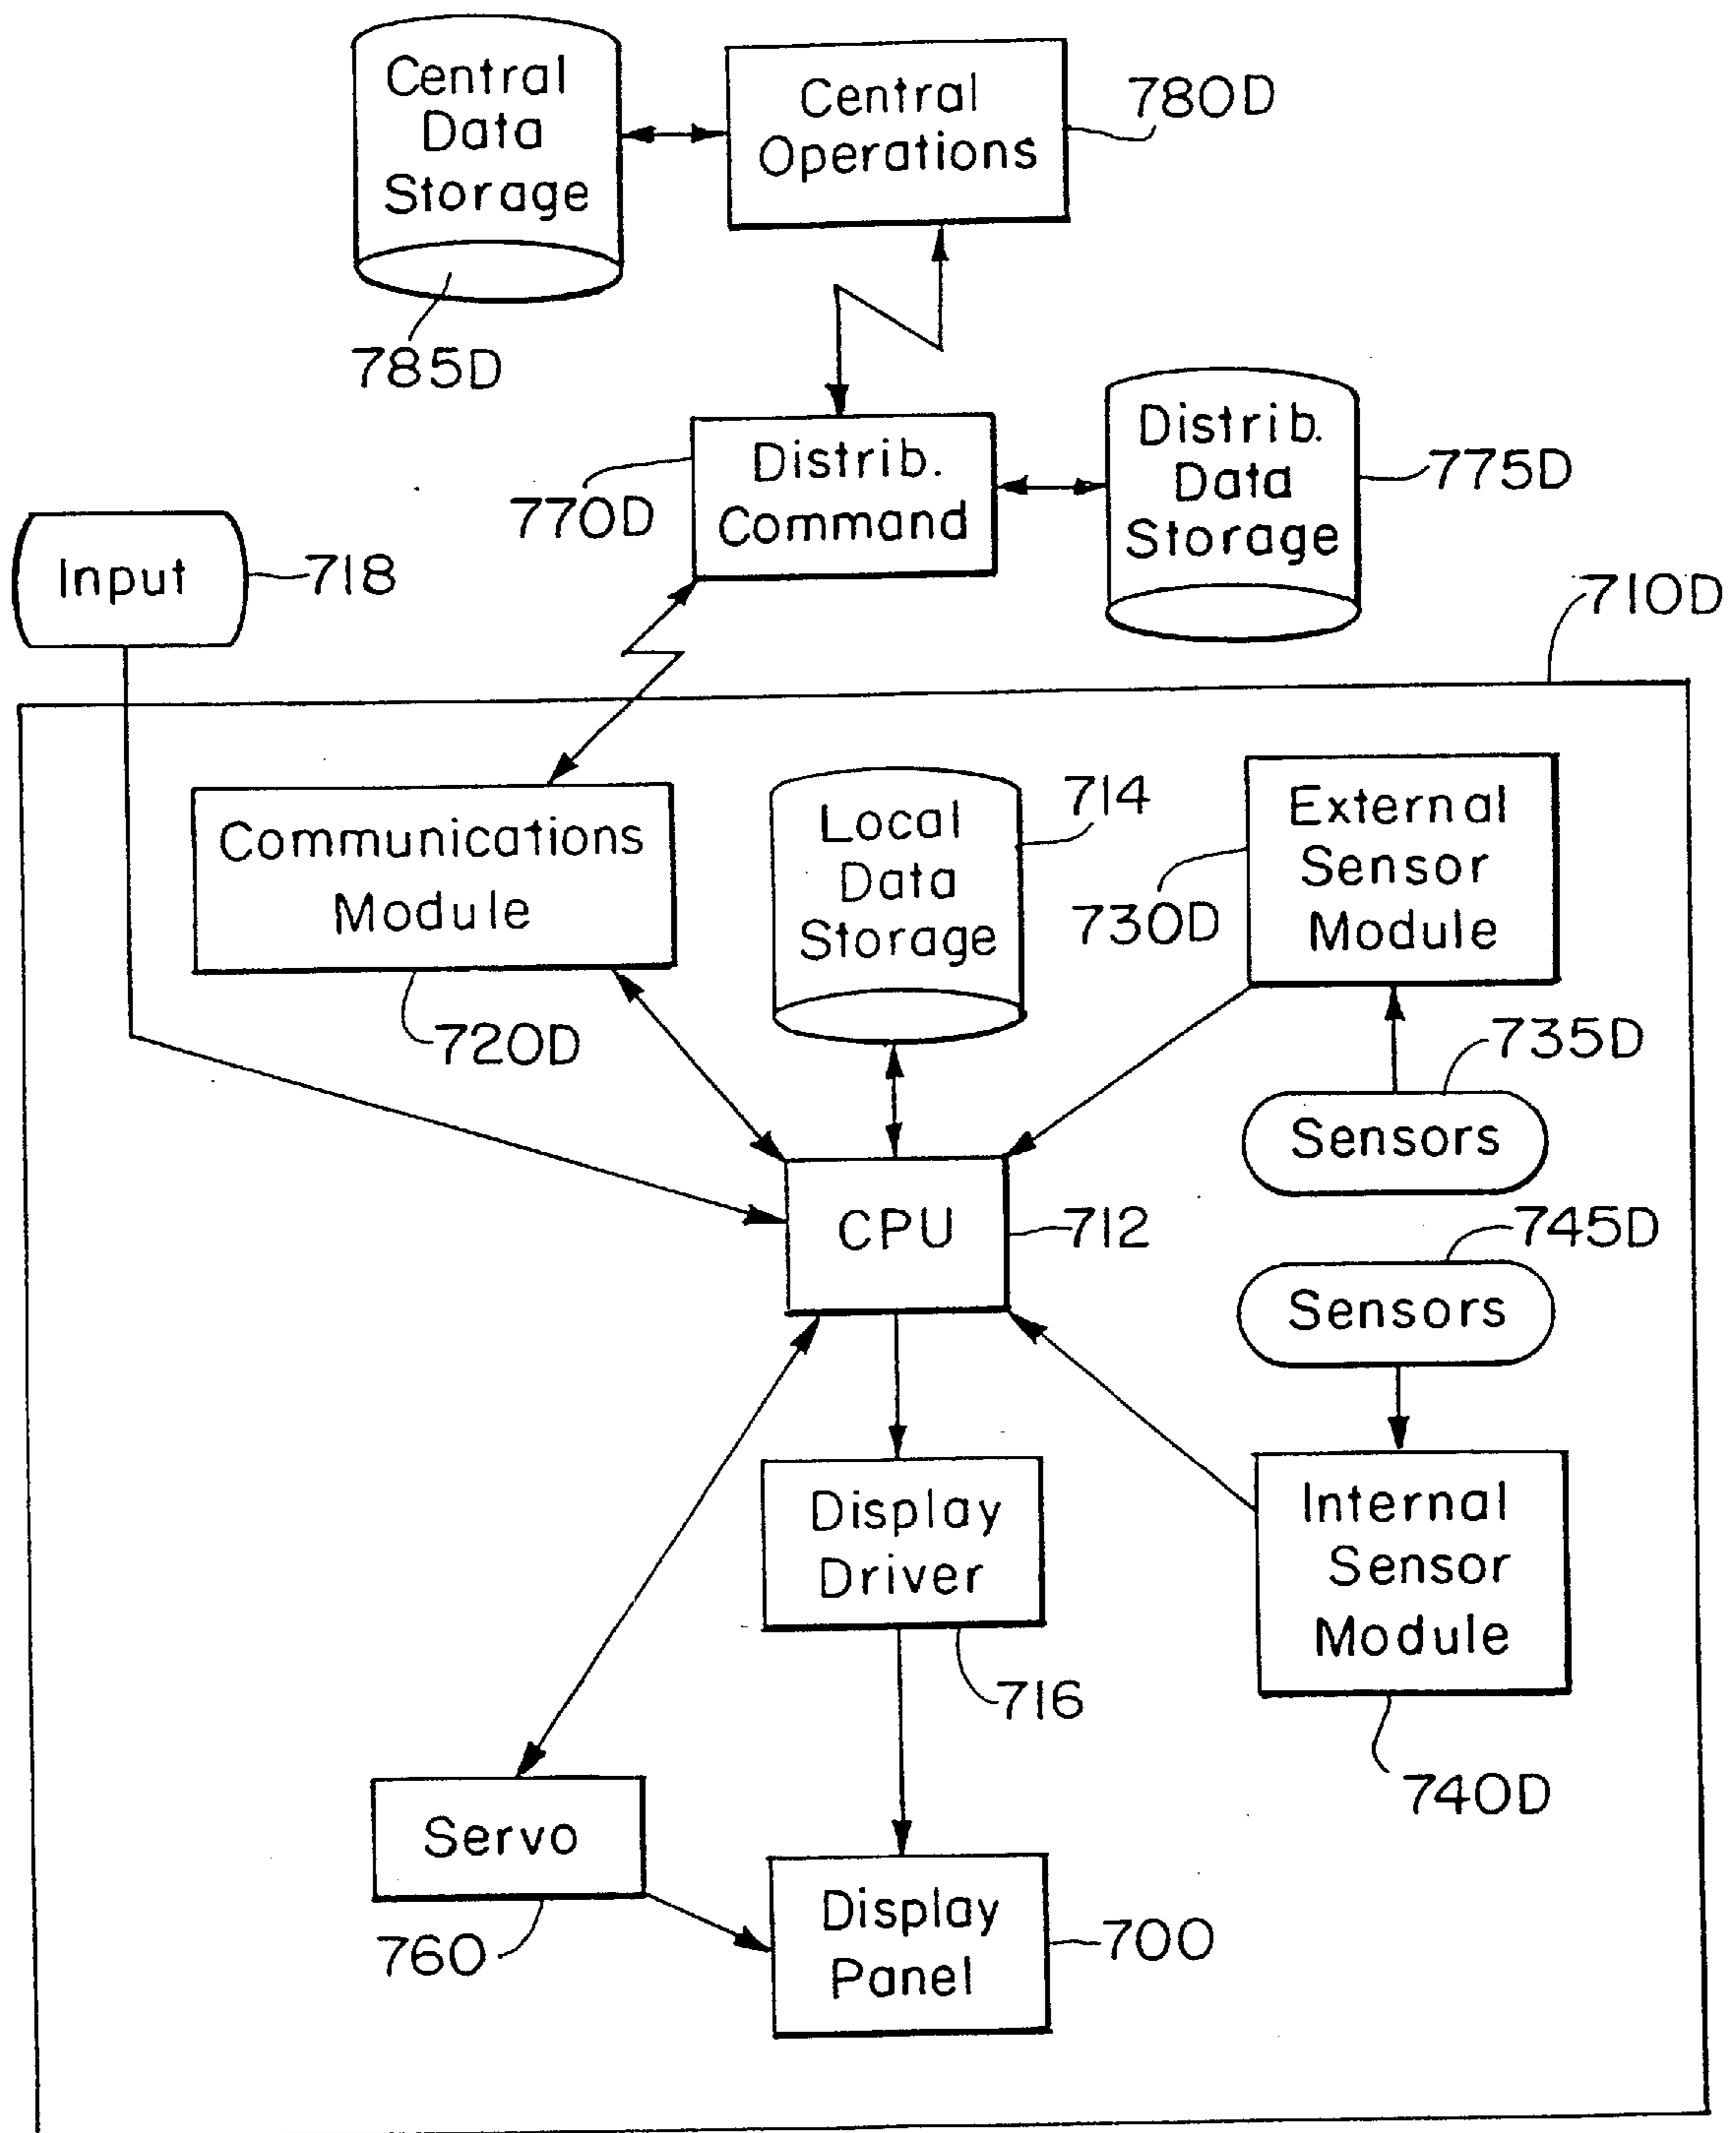 Central
Data
Storage
Central
Operations
780D
785D
Distrib.
Command
770D
Distrib.
Data
Storage
775D
Input
718
710D
Communications
Module
720D
Local
Data
Storage
714
External
Sensor
Module
730D
735D
Sensors
CPU
712
745D
Sensors
Display
Driver
716
Internal
Sensor
Module
740D
Servo
760
Display
Panel
700